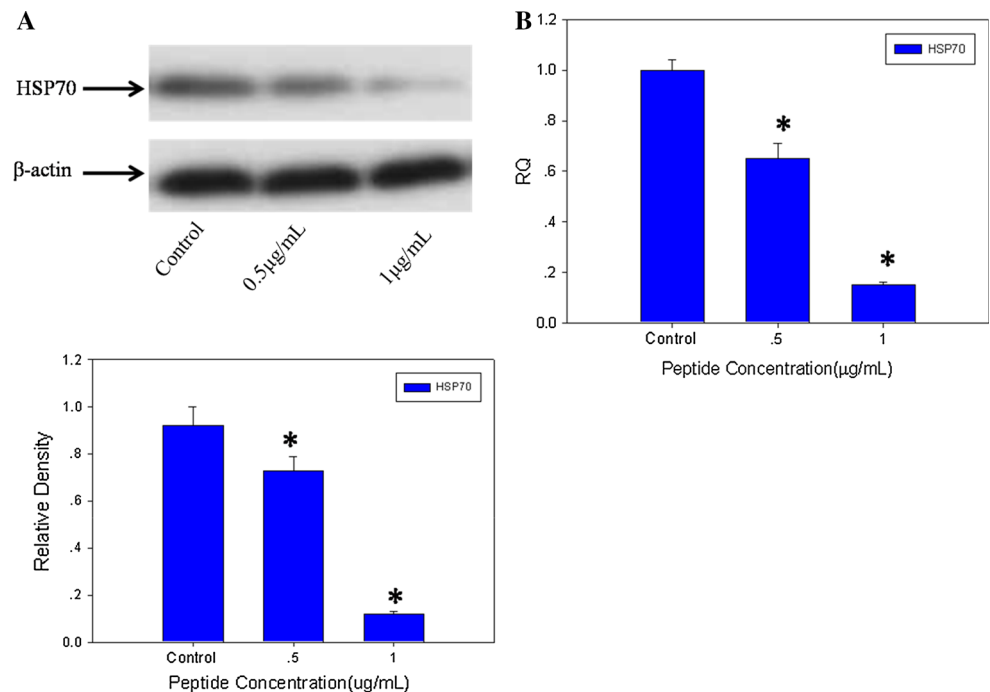 A
HSP70
β-actin
Control
0.5µg/mL
1µg/mL
1.2
1.0
.8
.6
.4
.2
0.0
Relative Density
HSP70
*
*
Control
.5
1
Peptide Concentration(ug/mL)
B
1.2
1.0
.8
.6
.4
.2
0.0
RQ
HSP70
*
*
Control
.5
1
Peptide Concentration(µg/mL)